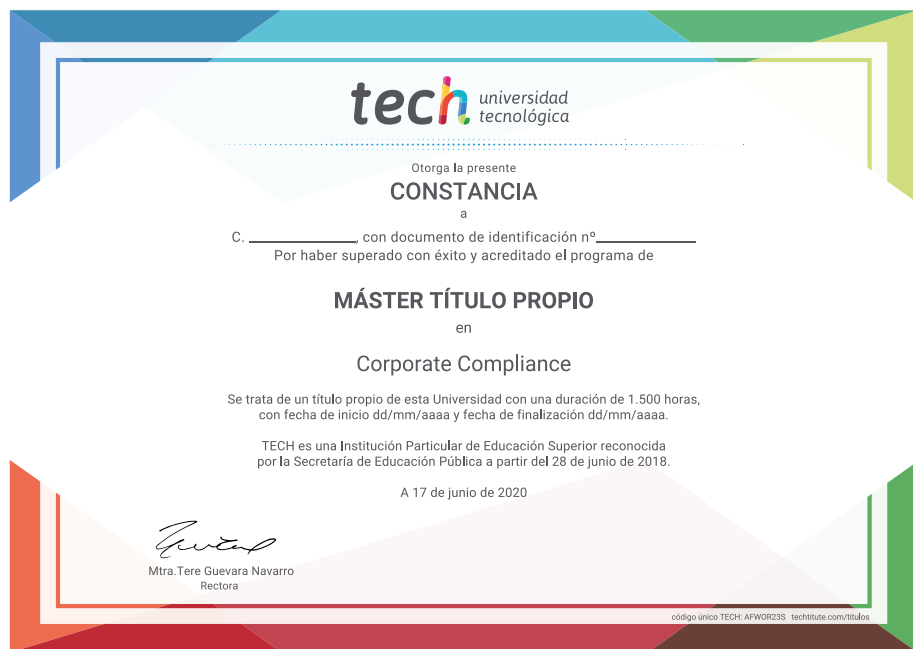 tech universidad
tecnológica
Otorga la presente
CONSTANCIA
a
C. ____________, con documento de identificación nº____________
Por haber superado con éxito y acreditado el programa de
MÁSTER TÍTULO PROPIO
en
Corporate Compliance
Se trata de un título propio de esta Universidad con una duración de 1.500 horas,
con fecha de inicio dd/mm/aaaa y fecha de finalización dd/mm/aaaa.
TECH es una Institución Particular de Educación Superior reconocida
por la Secretaría de Educación Pública a partir del 28 de junio de 2018.
A 17 de junio de 2020
Mtra.Tere Guevara Navarro
Rectora
código único TECH: AFWOR23S techtitute.com/titulos